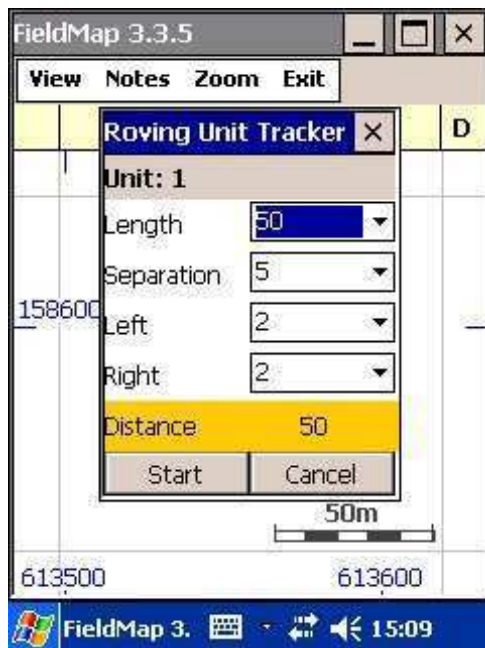 FieldMap 3.3.5
View Notes Zoom Exit
D
Roving Unit Tracker
Unit: 1
Length 50
Separation 5
158600
Left 2
Right 2
Distance 50
Start Cancel
50m
613500 613600
FieldMap 3. 15:09